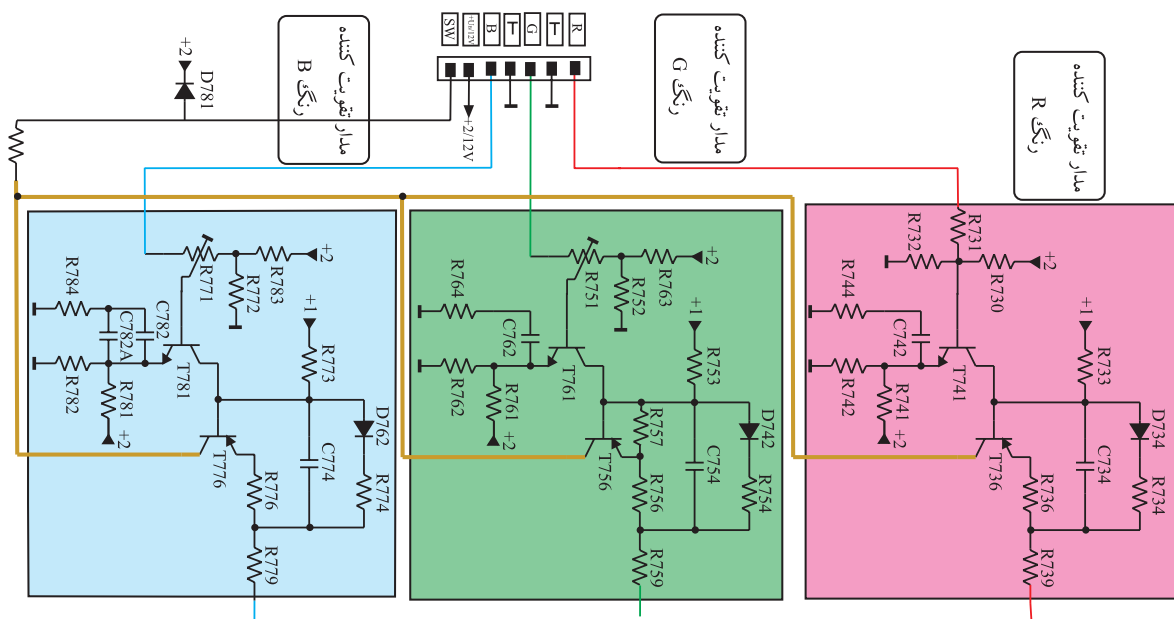 SW
+Us/12V
B
T
G
T
R
مدار تقویت کننده
رنگ B
مدار تقویت کننده
رنگ G
مدار تقویت کننده
رنگ R
+2
D781
+2/12V
R784
C782
C782A
R782
R781
+2
T781
R771
R772
R783
+2
+1
R773
D762
T776
R776
C774
R774
R779
R764
C762
R762
R761
+2
T761
R751
R752
R763
+2
+1
R753
D742
R757
T756
R756
C754
R754
R759
R732
R731
R730
+2
R744
C742
R742
R741
+2
T741
+1
R733
D734
T736
R736
C734
R734
R739